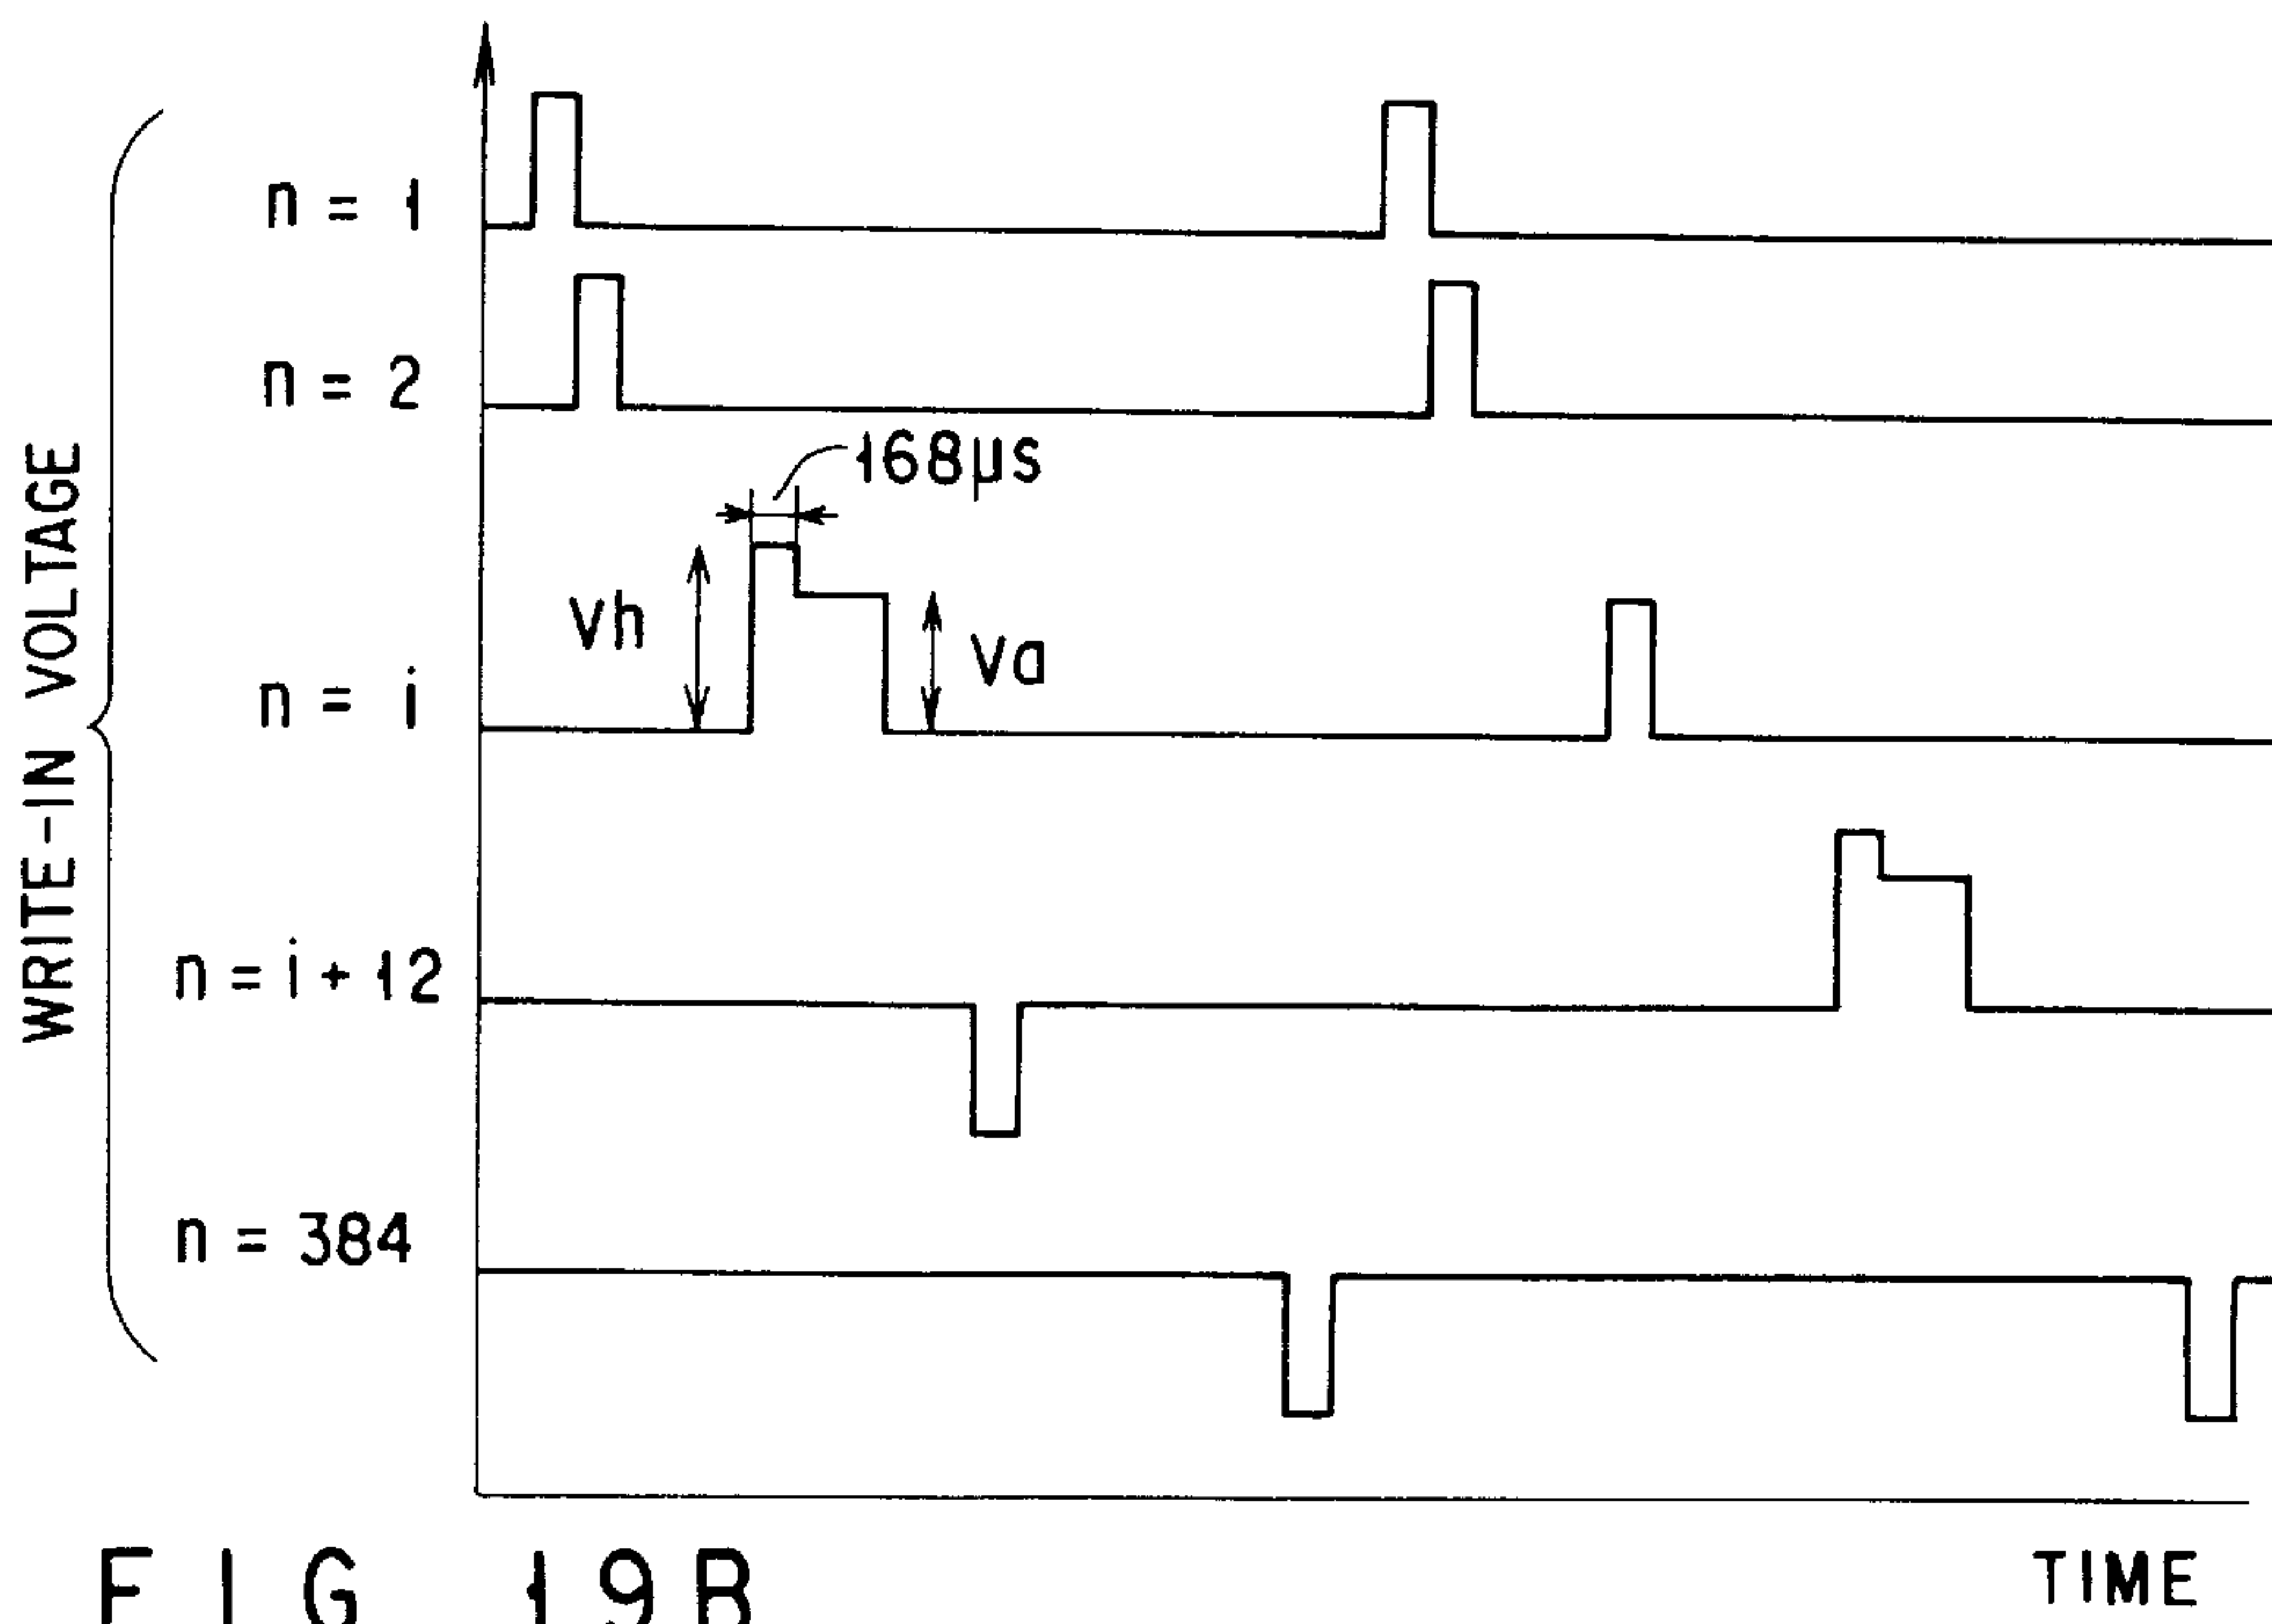 WRITE-IN VOLTAGE
n = 1
n = 2
168μs
Vh
Va
n = i
n = i + 12
n = 384
TIME
FIG 19B